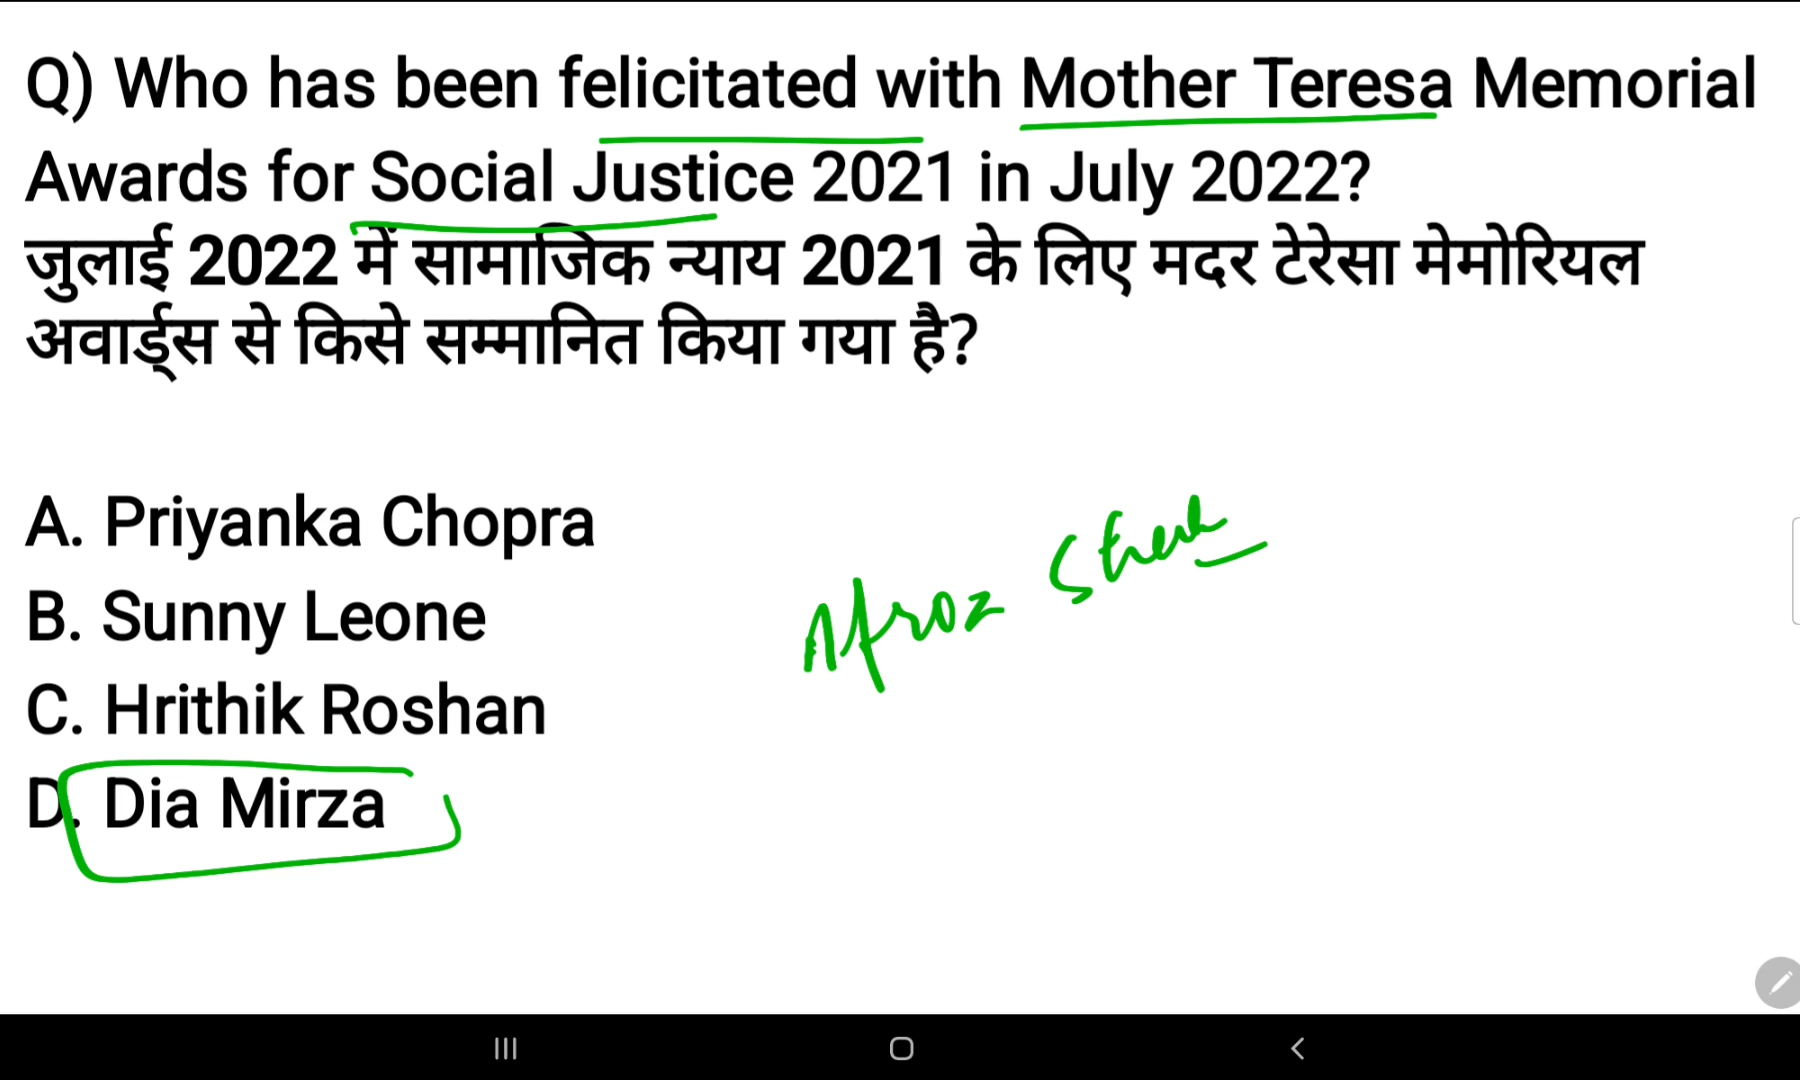 Q) Who has been felicitated with Mother Teresa Memorial
Awards for Social Justice 2021 in July 2022?
जुलाई 2022 में सामाजिक न्याय 2021 के लिए मदर टेरेसा मेमोरियल
अवार्ड्स से किसे सम्मानित किया गया है?
A. Priyanka Chopra
B. Sunny Leone
C. Hrithik Roshan
D. Dia Mirza
Afroz